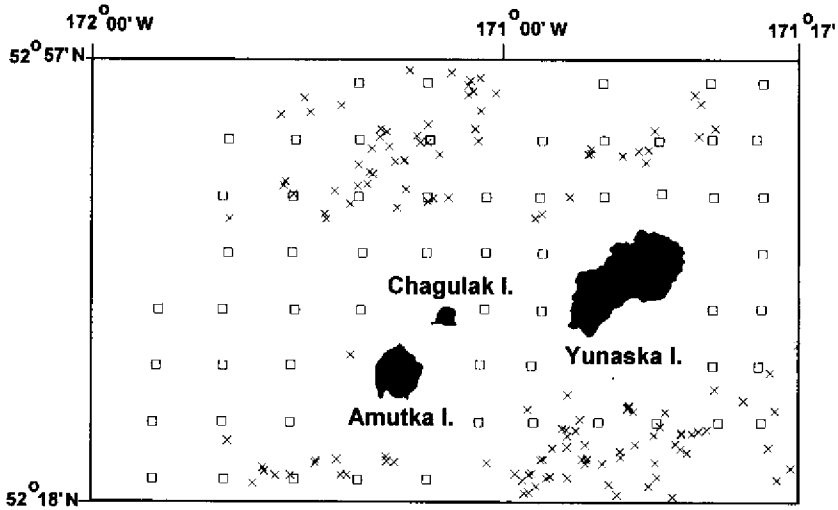 172°00' W
171°00' W
171°17'
52°57' N
Chagulak I.
Yunaska I.
Amutka I.
52°18' N